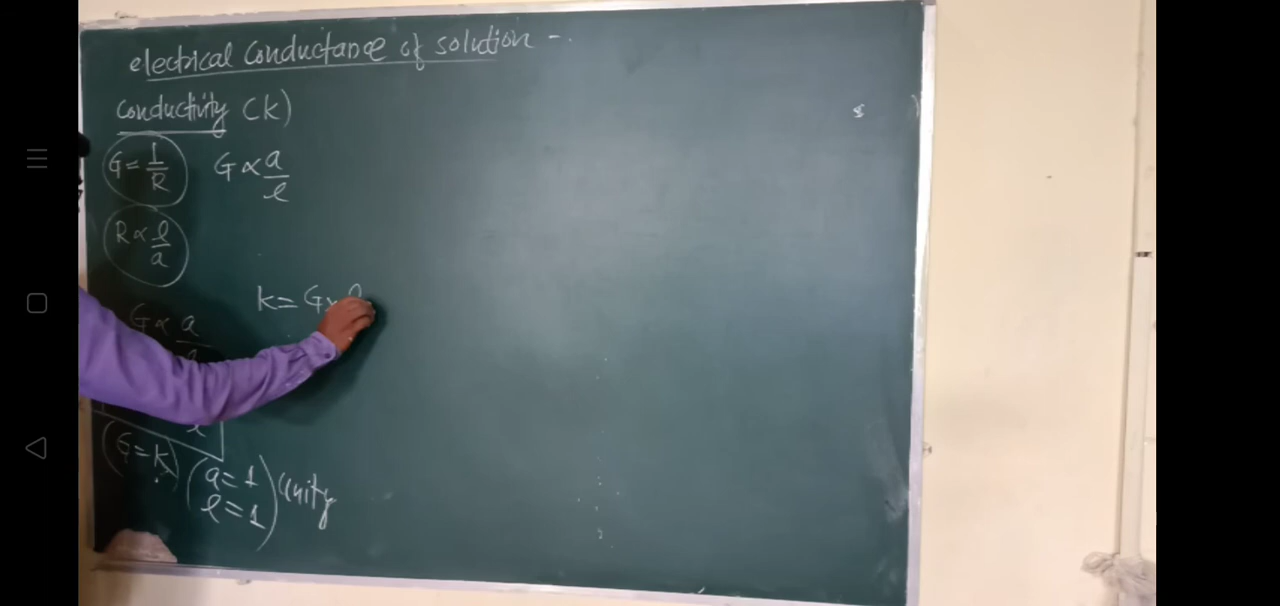 electrical conductance of solution -
conductivity (k)
G = 1/R G ∝ a/l
R ∝ l/a
k = G × l
G ∝ a/l
(G = k) (a = 1
l = 1) unity